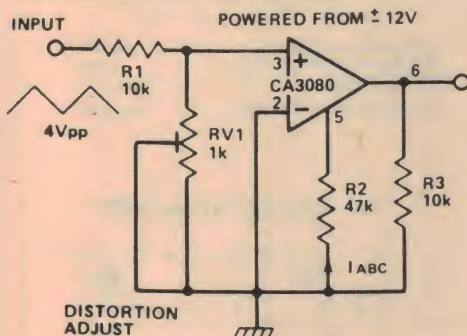 INPUT
POWERED FROM ± 12V
R1
10k
3
+
CA3080
2
−
6
5
4Vpp
RV1
1k
R2
47k
R3
10k
I ABC
DISTORTION
ADJUST